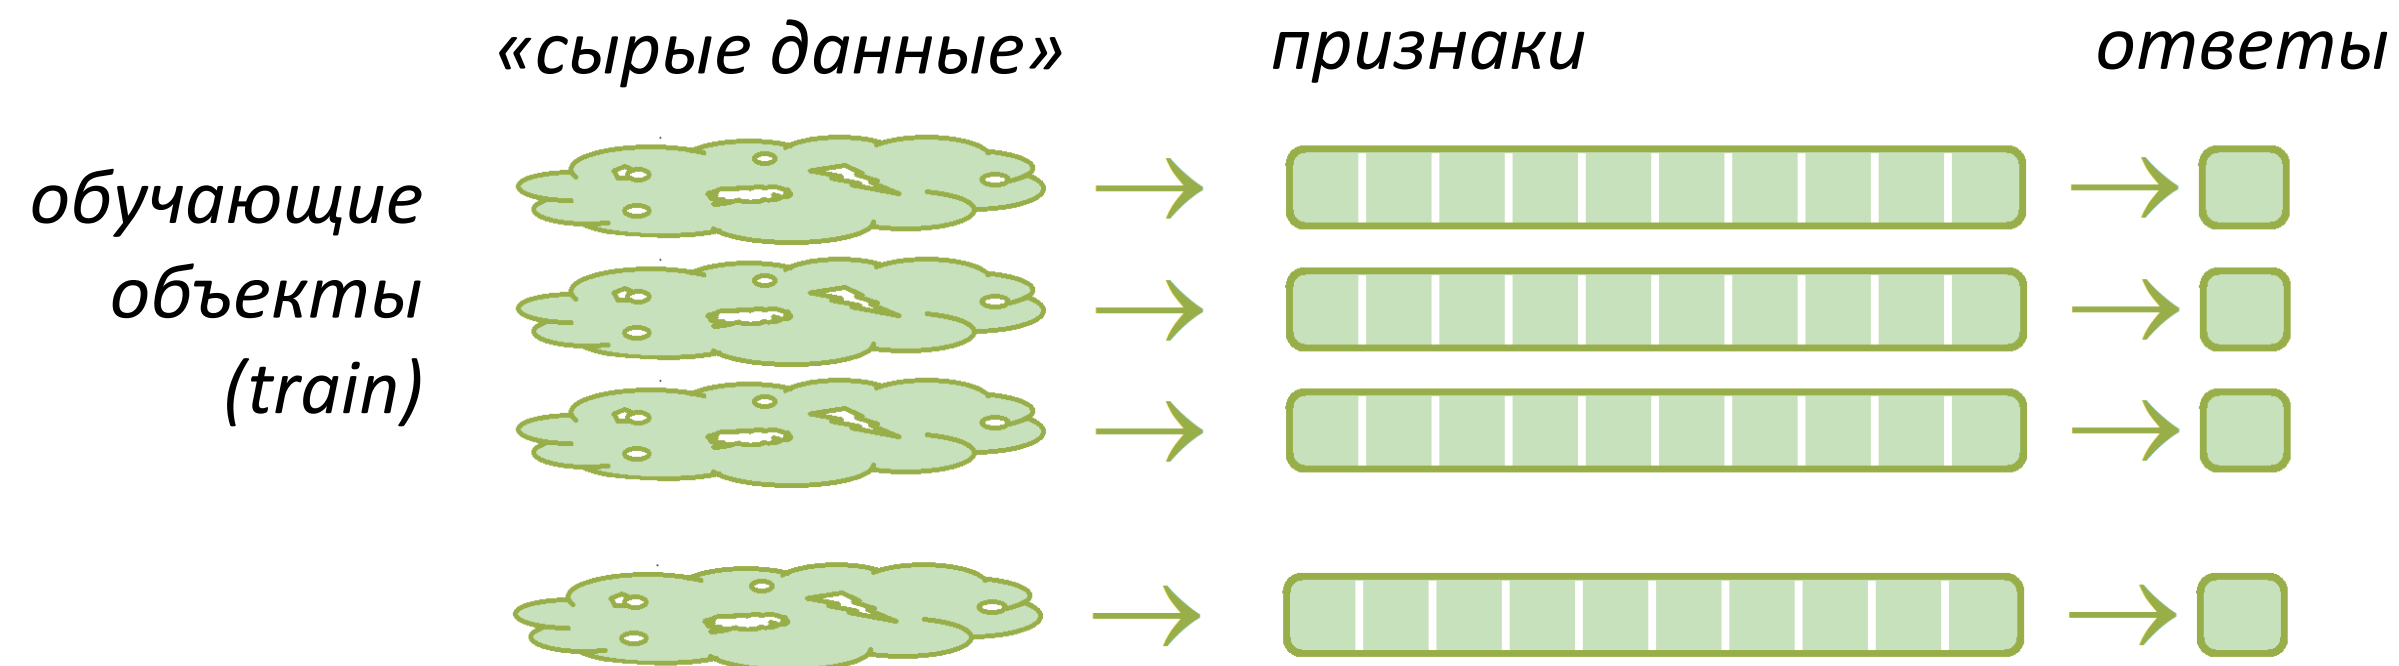 «сырые данные» признаки ответы
обучающие
объекты
(train)